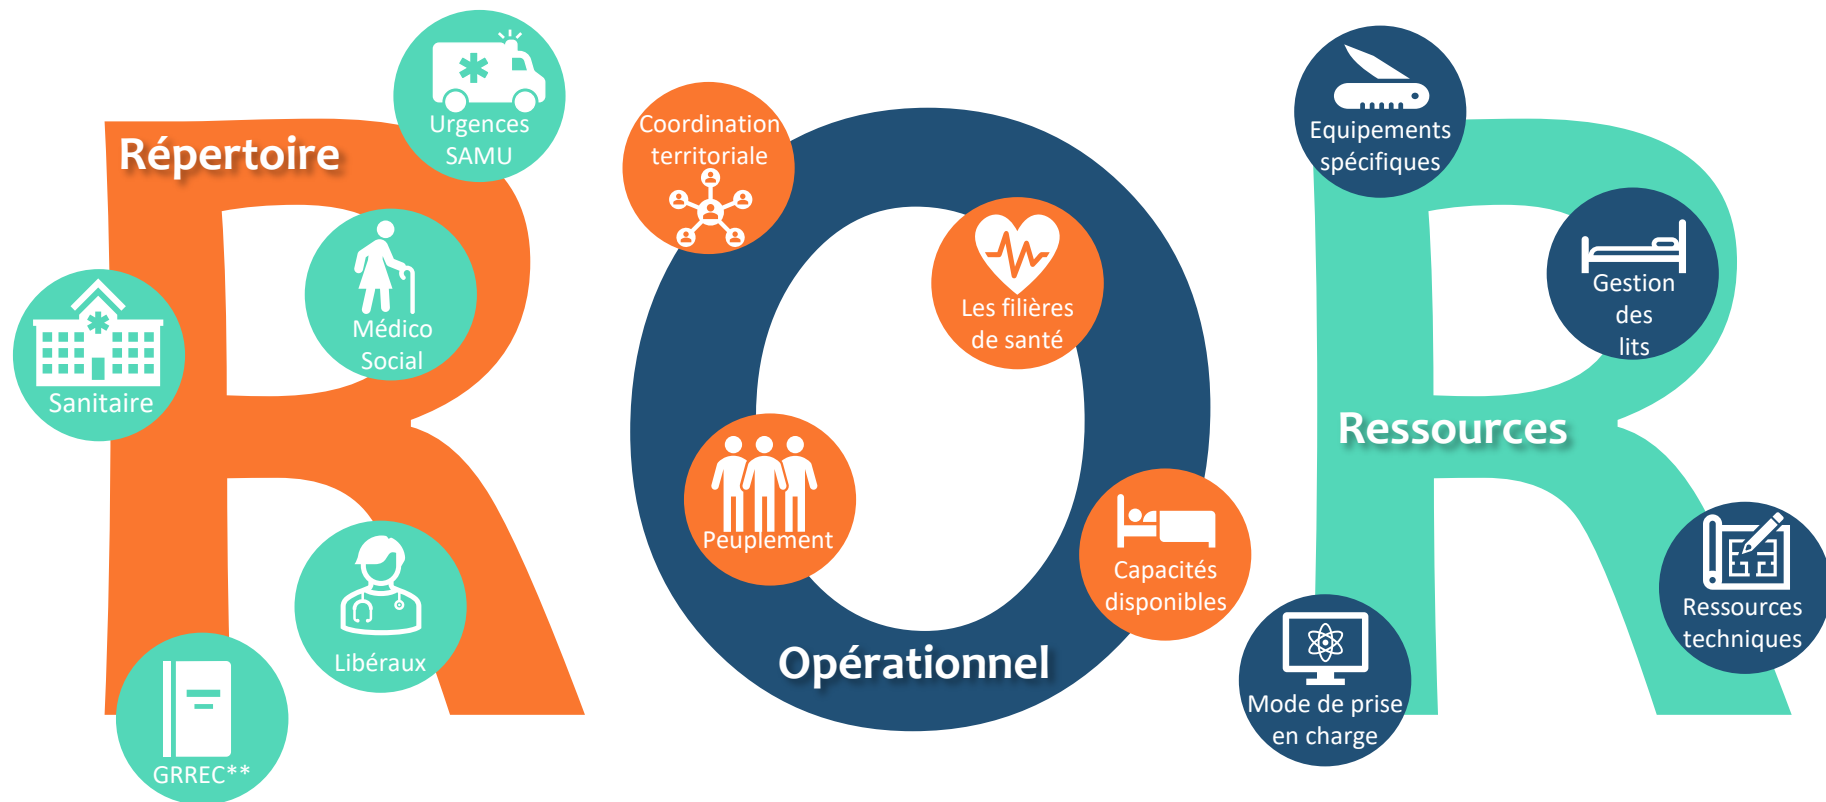 Répertoire
Urgences
SAMU
Médico
Social
Sanitaire
Libéraux
GRREC**
Coordination
territoriale
Les filières
de santé
Peuplement
Capacités
disponibles
Opérationnel
Equipements
spécifiques
Gestion
des
lits
Ressources
Ressources
techniques
Mode de prise
en charge